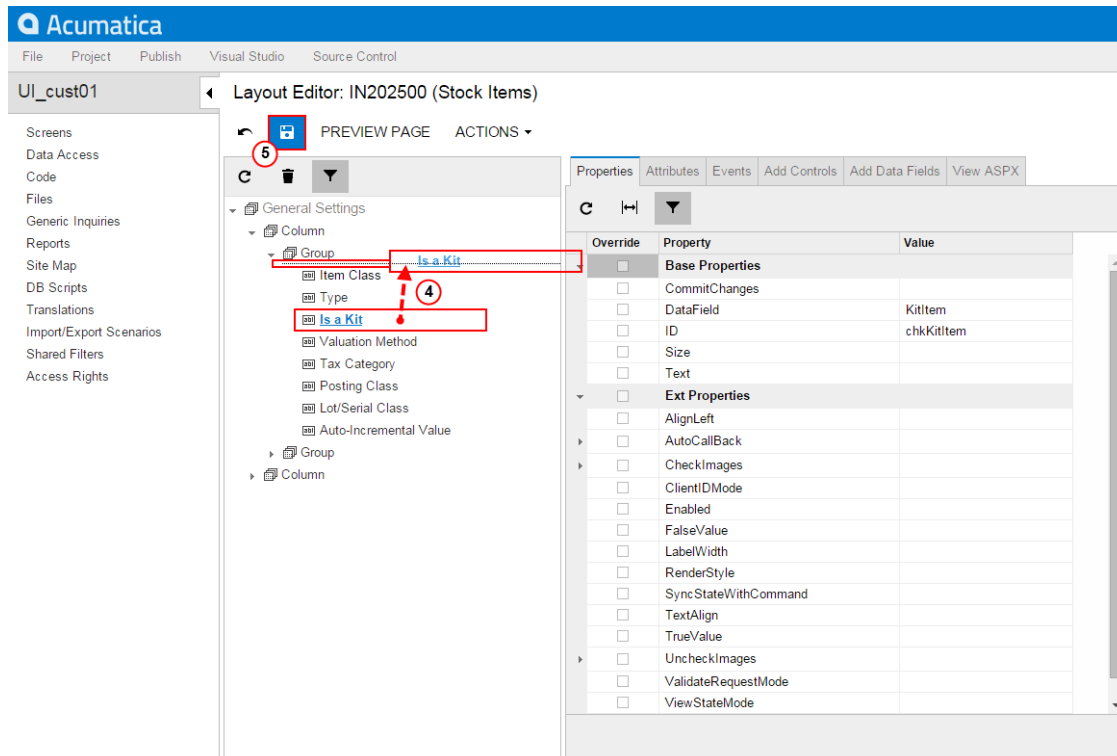 Acumatica
File Project Publish Visual Studio Source Control
UI_cust01
Layout Editor: IN202500 (Stock Items)
Screens
Data Access
Code
Files
Generic Inquiries
Reports
Site Map
DB Scripts
Translations
Import/Export Scenarios
Shared Filters
Access Rights
PREVIEW PAGE ACTIONS
5
General Settings
Column
Group
Is a Kit
Item Class
4
Type
Is a Kit
Valuation Method
Tax Category
Posting Class
Lot/Serial Class
Auto-Incremental Value
Group
Column
Properties Attributes Events Add Controls Add Data Fields View ASPX
Override Property Value
Base Properties
CommitChanges
DataField KitItem
ID chkKitItem
Size
Text
Ext Properties
AlignLeft
AutoCallBack
CheckImages
ClientIDMode
Enabled
FalseValue
LabelWidth
RenderStyle
SyncStateWithCommand
TextAlign
TrueValue
UncheckImages
ValidateRequestMode
ViewStateMode